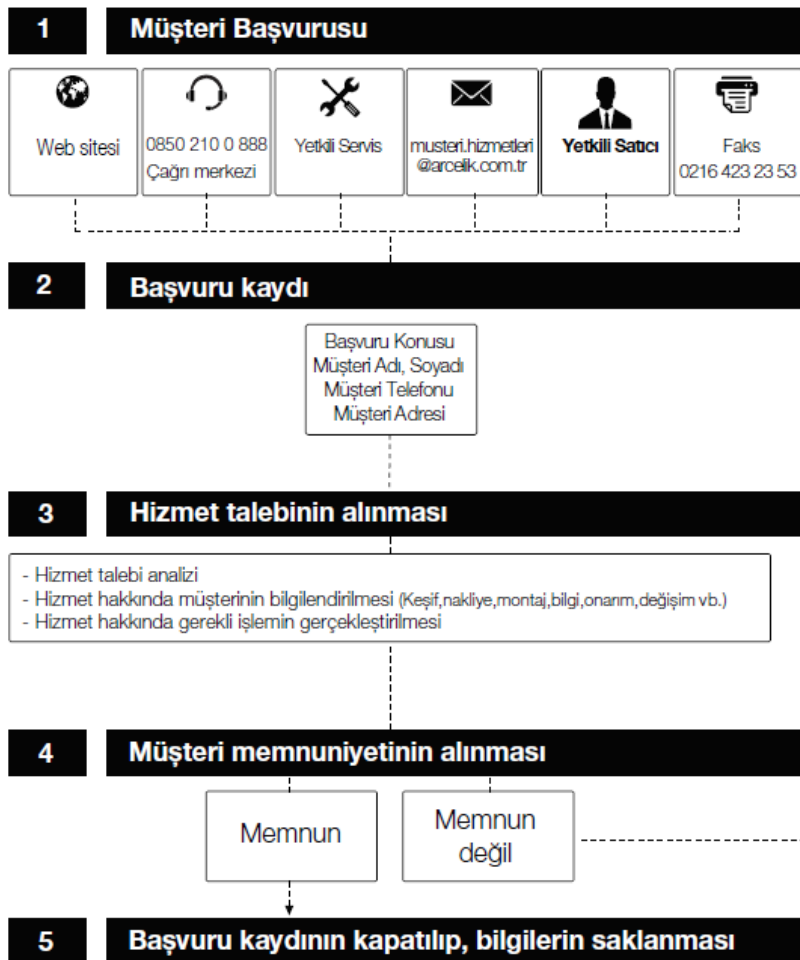 1 Müşteri Başvurusu
Web sitesi
0850 210 0 888
Çağrı merkezi
Yetkili Servis
musteri.hizmetleri
@arcelik.com.tr
Yetkili Satıcı
Faks
0216 423 23 53
2 Başvuru kaydı
Başvuru Konusu
Müşteri Adı, Soyadı
Müşteri Telefonu
Müşteri Adresi
3 Hizmet talebinin alınması
- Hizmet talebi analizi
- Hizmet hakkında müşterinin bilgilendirilmesi (Keşif,nakliye,montaj,bilgi,onarım,değişim vb.)
- Hizmet hakkında gerekli işlemin gerçekleştirilmesi
4 Müşteri memnuniyetinin alınması
Memnun
Memnun
değil
5 Başvuru kaydının kapatılıp, bilgilerin saklanması